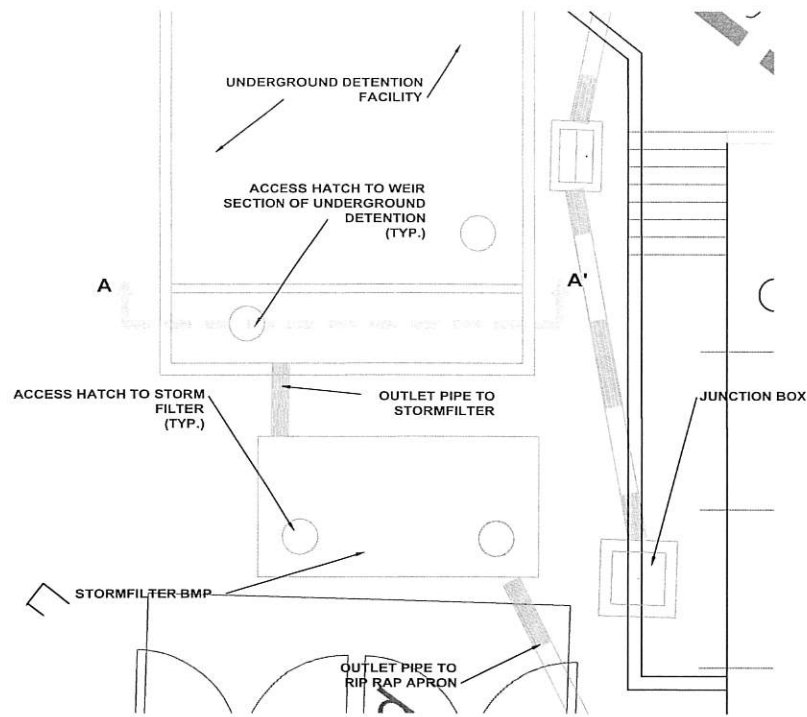 UNDERGROUND DETENTION
FACILITY
ACCESS HATCH TO WEIR
SECTION OF UNDERGROUND
DETENTION
(TYP.)
A
A'
ACCESS HATCH TO STORM
FILTER
(TYP.)
OUTLET PIPE TO
STORMFILTER
JUNCTION BOX
STORMFILTER BMP
OUTLET PIPE TO
RIP RAP APRON